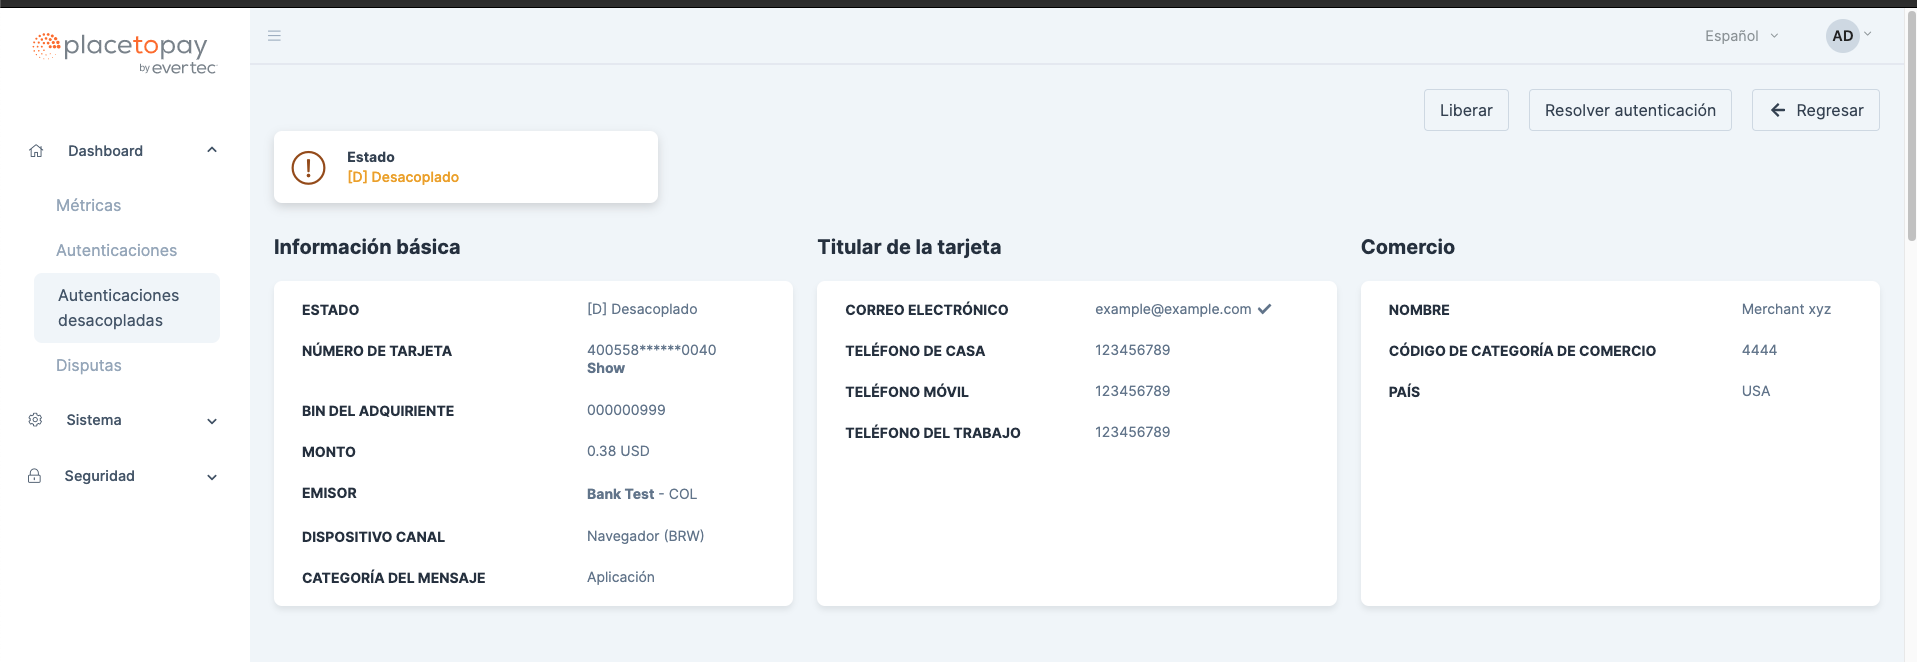 placetopay
by evertec
Dashboard
Métricas
Autenticaciones
Autenticaciones
desacopladas
Disputas
Sistema
Seguridad
Español
AD
Liberar
Resolver autenticación
Regresar
Estado
[D] Desacoplado
Información básica
ESTADO [D] Desacoplado
NÚMERO DE TARJETA 400558******0040
Show
BIN DEL ADQUIRIENTE 000000999
MONTO 0.38 USD
EMISOR Bank Test - COL
DISPOSITIVO CANAL Navegador (BRW)
CATEGORÍA DEL MENSAJE Aplicación
Titular de la tarjeta
CORREO ELECTRÓNICO example@example.com
TELÉFONO DE CASA 123456789
TELÉFONO MÓVIL 123456789
TELÉFONO DEL TRABAJO 123456789
Comercio
NOMBRE Merchant xyz
CÓDIGO DE CATEGORÍA DE COMERCIO 4444
PAÍS USA